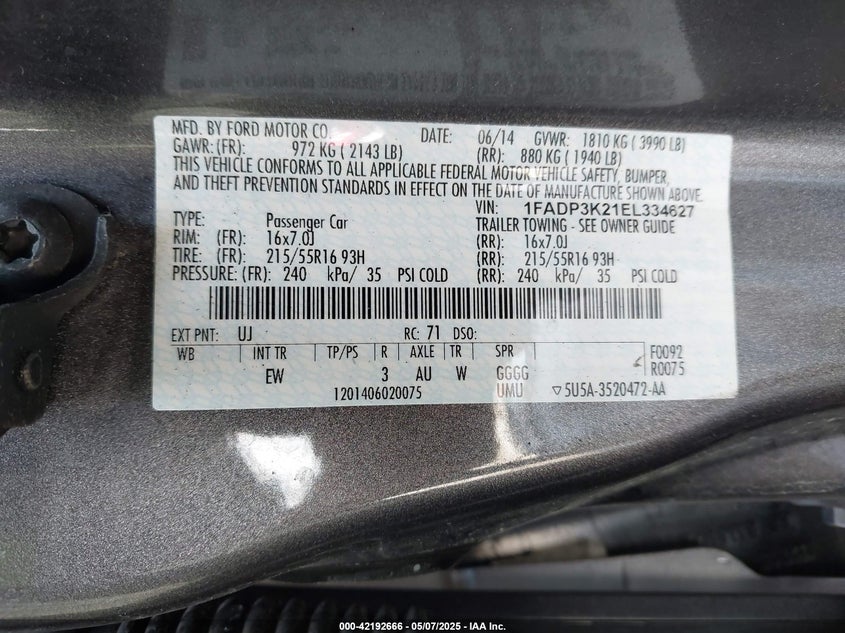 MFD. BY FORD MOTOR CO. DATE: 06/14 GVWR: 1810 KG ( 3990 LB)
GAWR: (FR): 972 KG ( 2143 LB) (RR): 880 KG ( 1940 LB)
THIS VEHICLE CONFORMS TO ALL APPLICABLE FEDERAL MOTOR VEHICLE SAFETY, BUMPER,
AND THEFT PREVENTION STANDARDS IN EFFECT ON THE DATE OF MANUFACTURE SHOWN ABOVE.
VIN: 1FADP3K21EL334627
TYPE: Passenger Car TRAILER TOWING - SEE OWNER GUIDE
RIM: (FR): 16x7.0J (RR): 16x7.0J
TIRE: (FR): 215/55R16 93H (RR): 215/55R16 93H
PRESSURE: (FR): 240 kPa/ 35 PSI COLD (RR): 240 kPa/ 35 PSI COLD
EXT PNT: UJ RC: 71 DSO:
WB INT TR TP/PS R AXLE TR SPR F0092
EW 3 AU W GGGG R0075
1201406020075 UMU ▽5U5A-3520472-AA
000-42192666 - 05/07/2025 - IAA Inc.